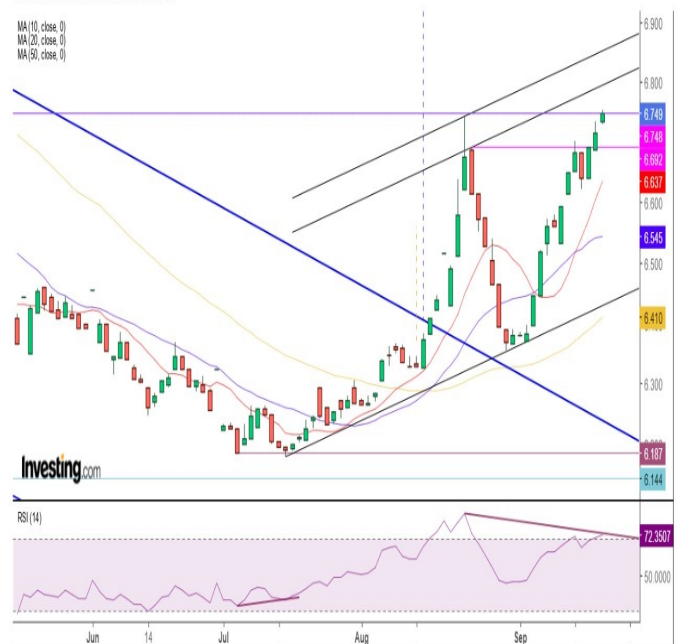 MA (10, close, 0)
MA (20, close, 0)
MA (50, close, 0)
6.900
6.800
6.749
6.748
6.692
6.637
6.600
6.545
6.500
6.410
6.300
6.187
6.144
Investing.com
RSI (14)
72.3507
50.0000
Jun
14
Jul
Aug
Sep